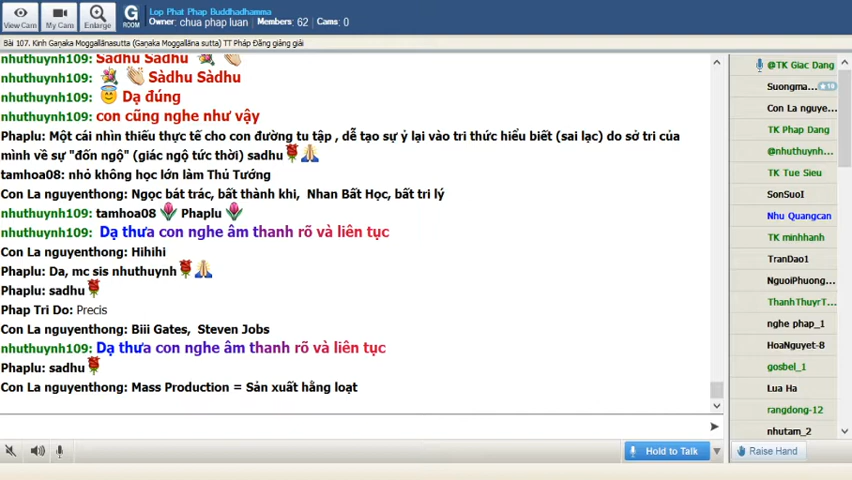 View Cam
My Cam
Enlarge
G
ROOM
Lop Phat Phap Buddhadhamma
Owner: chua phap luan Members: 62 Cams: 0
Bài 107. Kinh Gaṇaka Moggallānasutta (Gaṇaka Moggallāna sutta) TT Pháp Đăng giảng giải
nhuthuynh109: Sàdhu Sàdhu
nhuthuynh109: Sàdhu Sàdhu
nhuthuynh109: Dạ đúng
nhuthuynh109: con cũng nghe như vậy
Phaplu: Một cái nhìn thiếu thực tế cho con đường tu tập , dễ tạo sự ỷ lại vào tri thức hiểu biết (sai lạc) do sở tri của
mình về sự "đốn ngộ" (giác ngộ tức thời) sadhu
tamhoa08: nhỏ không học lớn làm Thủ Tướng
Con La nguyenthong: Ngọc bát trác, bất thành khi, Nhan Bất Học, bất tri lý
nhuthuynh109: tamhoa08 Phaplu
nhuthuynh109: Dạ thưa con nghe âm thanh rõ và liên tục
Con La nguyenthong: Hihihi
Phaplu: Da, mc sis nhuthuynh
Phaplu: sadhu
Phap Tri Do: Precis
Con La nguyenthong: Biii Gates, Steven Jobs
nhuthuynh109: Dạ thưa con nghe âm thanh rõ và liên tục
Phaplu: sadhu
Con La nguyenthong: Mass Production = Sản xuất hằng loạt
Hold to Talk
@TK Giac Dang
Suongma... 10
Con La nguye...
TK Phap Dang
@nhuthuynh...
TK Tue Sieu
SonSuoI
Nhu Quangcan
TK minhhanh
TranDao1
NguoiPhuong...
ThanhThuyrT...
nghe phap_1
HoaNguyet-8
gosbel_1
Lua Ha
rangdong-12
nhutam_2
Raise Hand